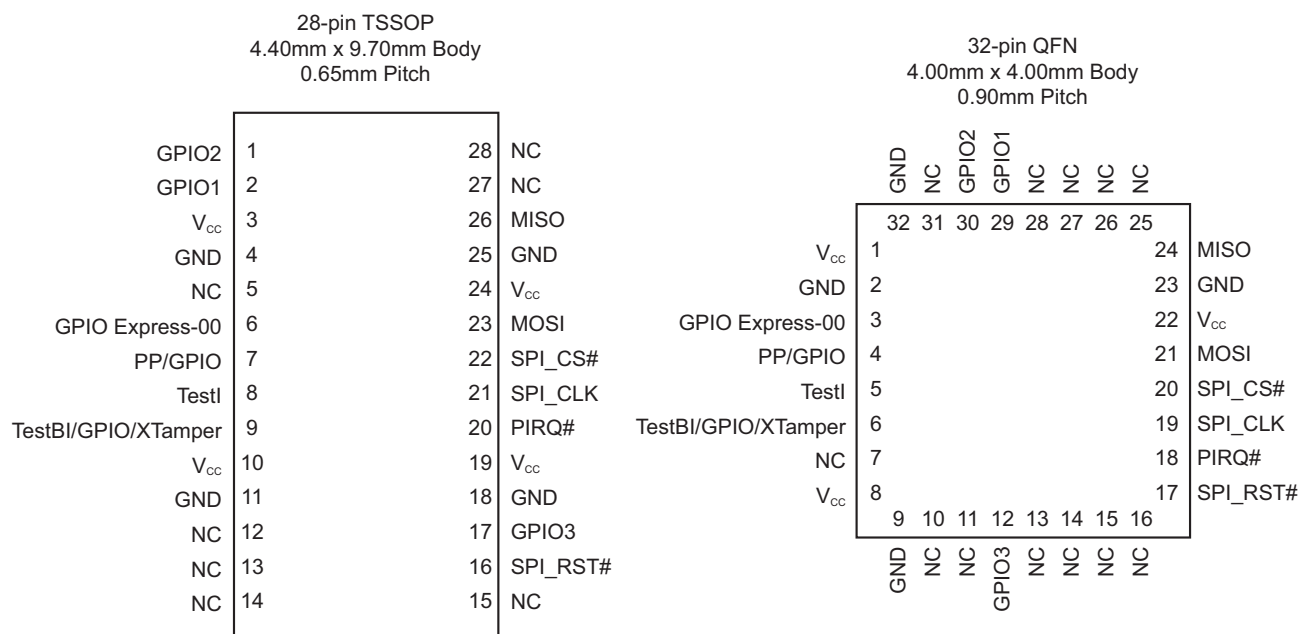 28-pin TSSOP
4.40mm x 9.70mm Body
0.65mm Pitch
GPIO2 1 28 NC
GPIO1 2 27 NC
Vcc 3 26 MISO
GND 4 25 GND
NC 5 24 Vcc
GPIO Express-00 6 23 MOSI
PP/GPIO 7 22 SPI_CS#
TestI 8 21 SPI_CLK
TestBI/GPIO/XTamper 9 20 PIRQ#
Vcc 10 19 Vcc
GND 11 18 GND
NC 12 17 GPIO3
NC 13 16 SPI_RST#
NC 14 15 NC
32-pin QFN
4.00mm x 4.00mm Body
0.90mm Pitch
GND NC GPIO2 GPIO1 NC NC NC NC
32 31 30 29 28 27 26 25
Vcc 1 24 MISO
GND 2 23 GND
GPIO Express-00 3 22 Vcc
PP/GPIO 4 21 MOSI
TestI 5 20 SPI_CS#
TestBI/GPIO/XTamper 6 19 SPI_CLK
NC 7 18 PIRQ#
Vcc 8 17 SPI_RST#
9 10 11 12 13 14 15 16
GND NC NC GPIO3 NC NC NC NC